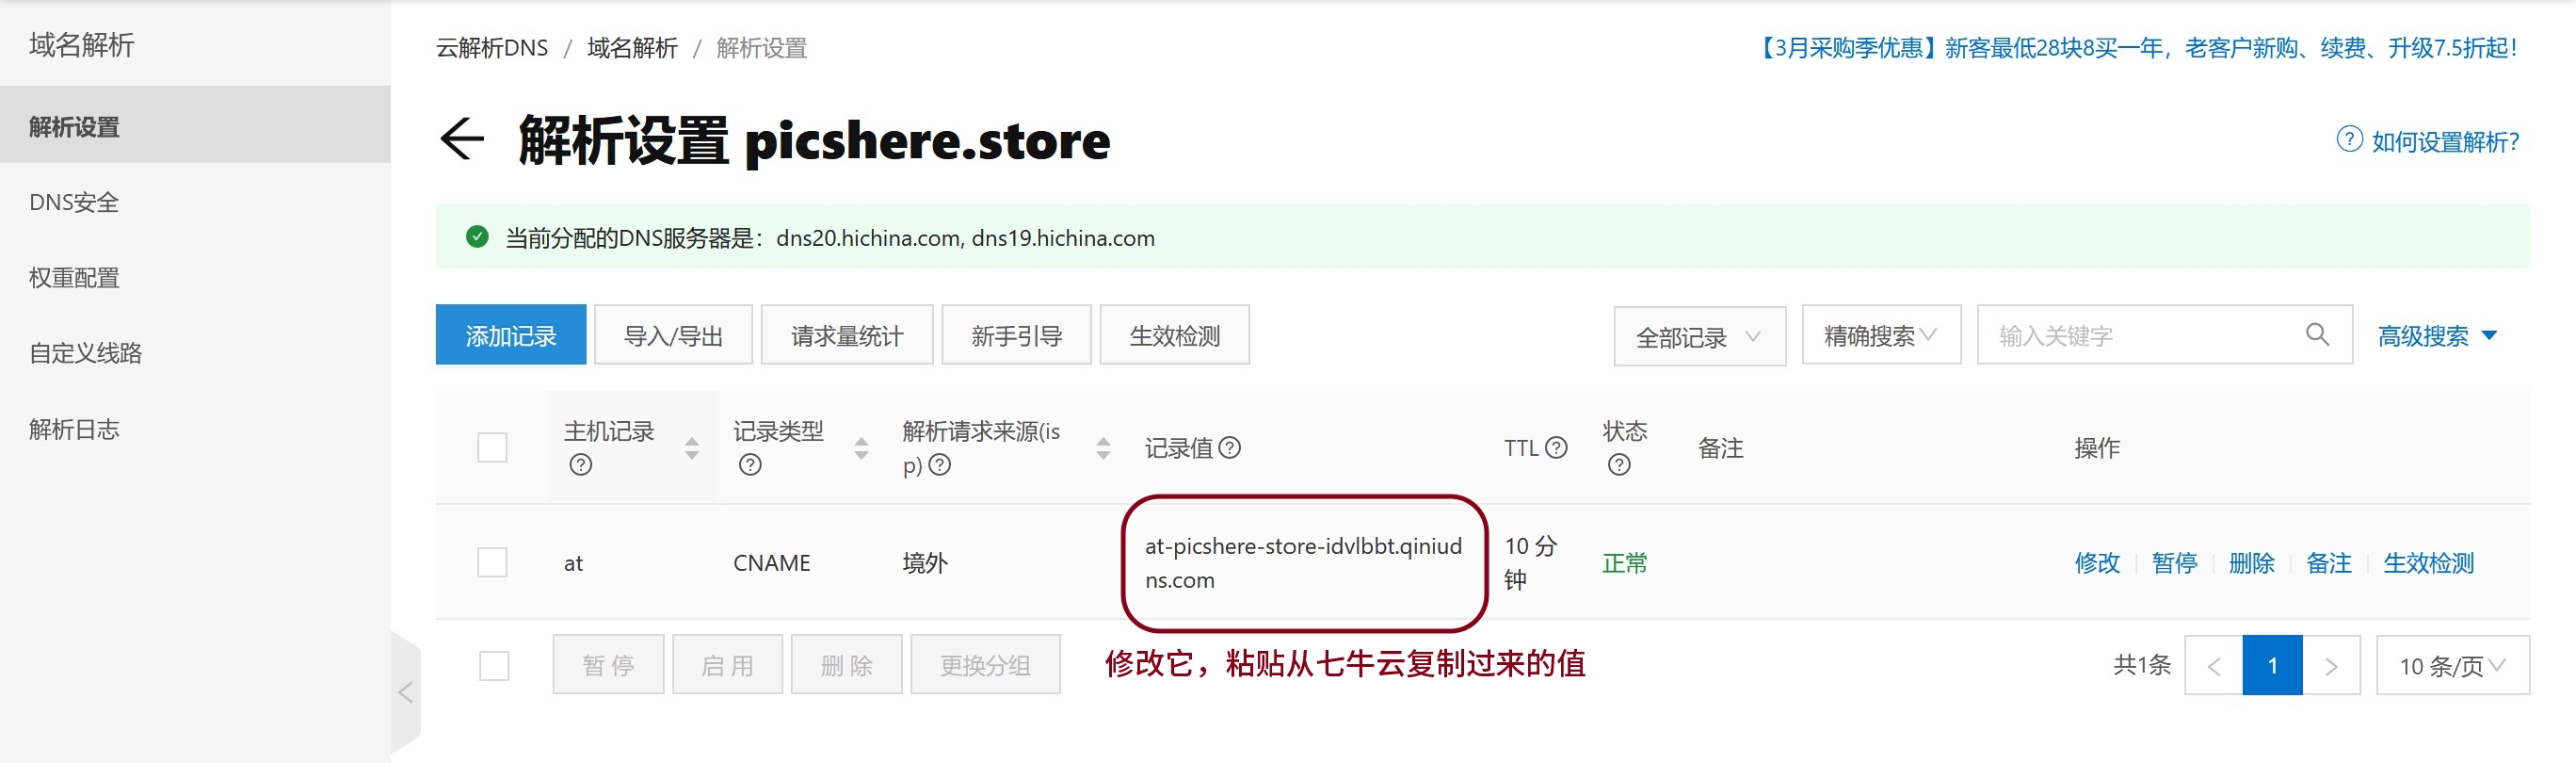 域名解析
解析设置
DNS安全
权重配置
自定义线路
解析日志
云解析DNS / 域名解析 / 解析设置
【3月采购季优惠】新客最低28块8买一年，老客户新购、续费、升级7.5折起！
解析设置 picshere.store
如何设置解析？
当前分配的DNS服务器是：dns20.hichina.com, dns19.hichina.com
添加记录 导入/导出 请求量统计 新手引导 生效检测 全部记录 精确搜索 输入关键字 高级搜索
主机记录 记录类型 解析请求来源(is
p) 记录值 TTL 状态 备注 操作
at CNAME 境外 at-picshere-store-idvlbbt.qiniud
ns.com 10 分
钟 正常 修改 暂停 删除 备注 生效检测
暂 停 启 用 删 除 更换分组 修改它，粘贴从七牛云复制过来的值 共1条 < 1 > 10 条/页